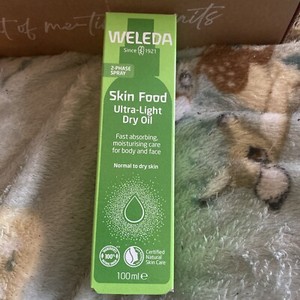 WELEDA
Since 1921
2-PHASE
SPRAY
Skin Food
Ultra-Light
Dry Oil
Fast absorbing,
moisturising care
for body and face
Normal to dry skin
100%
Certified
Natural
Skin Care
100ml e